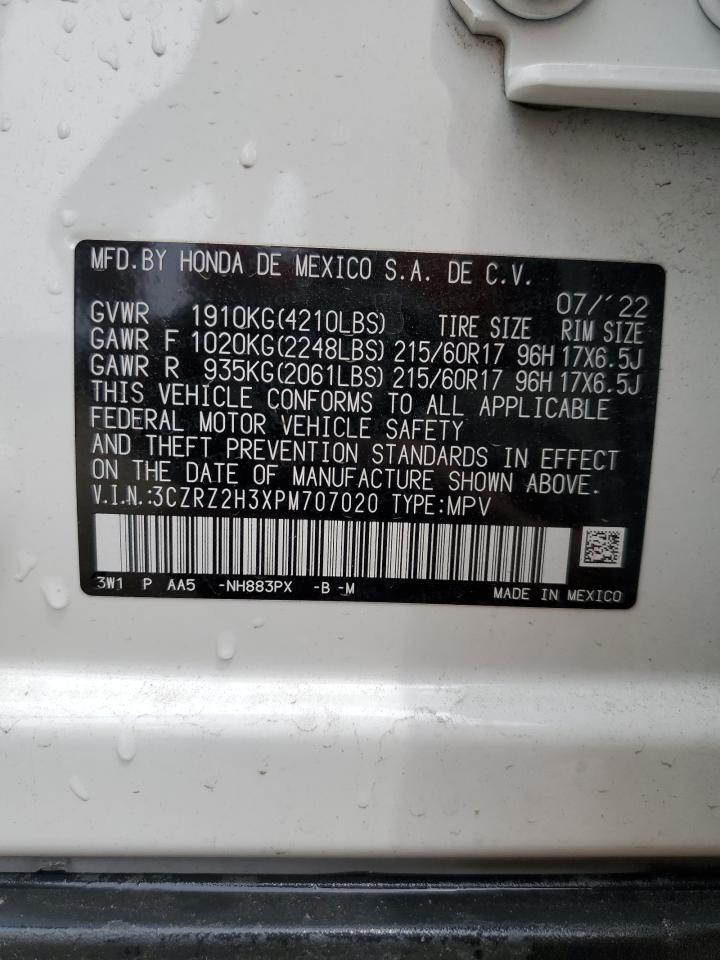 MFD.BY HONDA DE MEXICO S.A. DE C.V.
07/'22
GVWR 1910KG(4210LBS) TIRE SIZE RIM SIZE
GAWR F 1020KG(2248LBS) 215/60R17 96H 17X6.5J
GAWR R 935KG(2061LBS) 215/60R17 96H 17X6.5J
THIS VEHICLE CONFORMS TO ALL APPLICABLE
FEDERAL MOTOR VEHICLE SAFETY
AND THEFT PREVENTION STANDARDS IN EFFECT
ON THE DATE OF MANUFACTURE SHOWN ABOVE.
V.I.N.:3CZRZ2H3XPM707020 TYPE:MPV
3W1 P AA5 -NH883PX -B -M MADE IN MEXICO